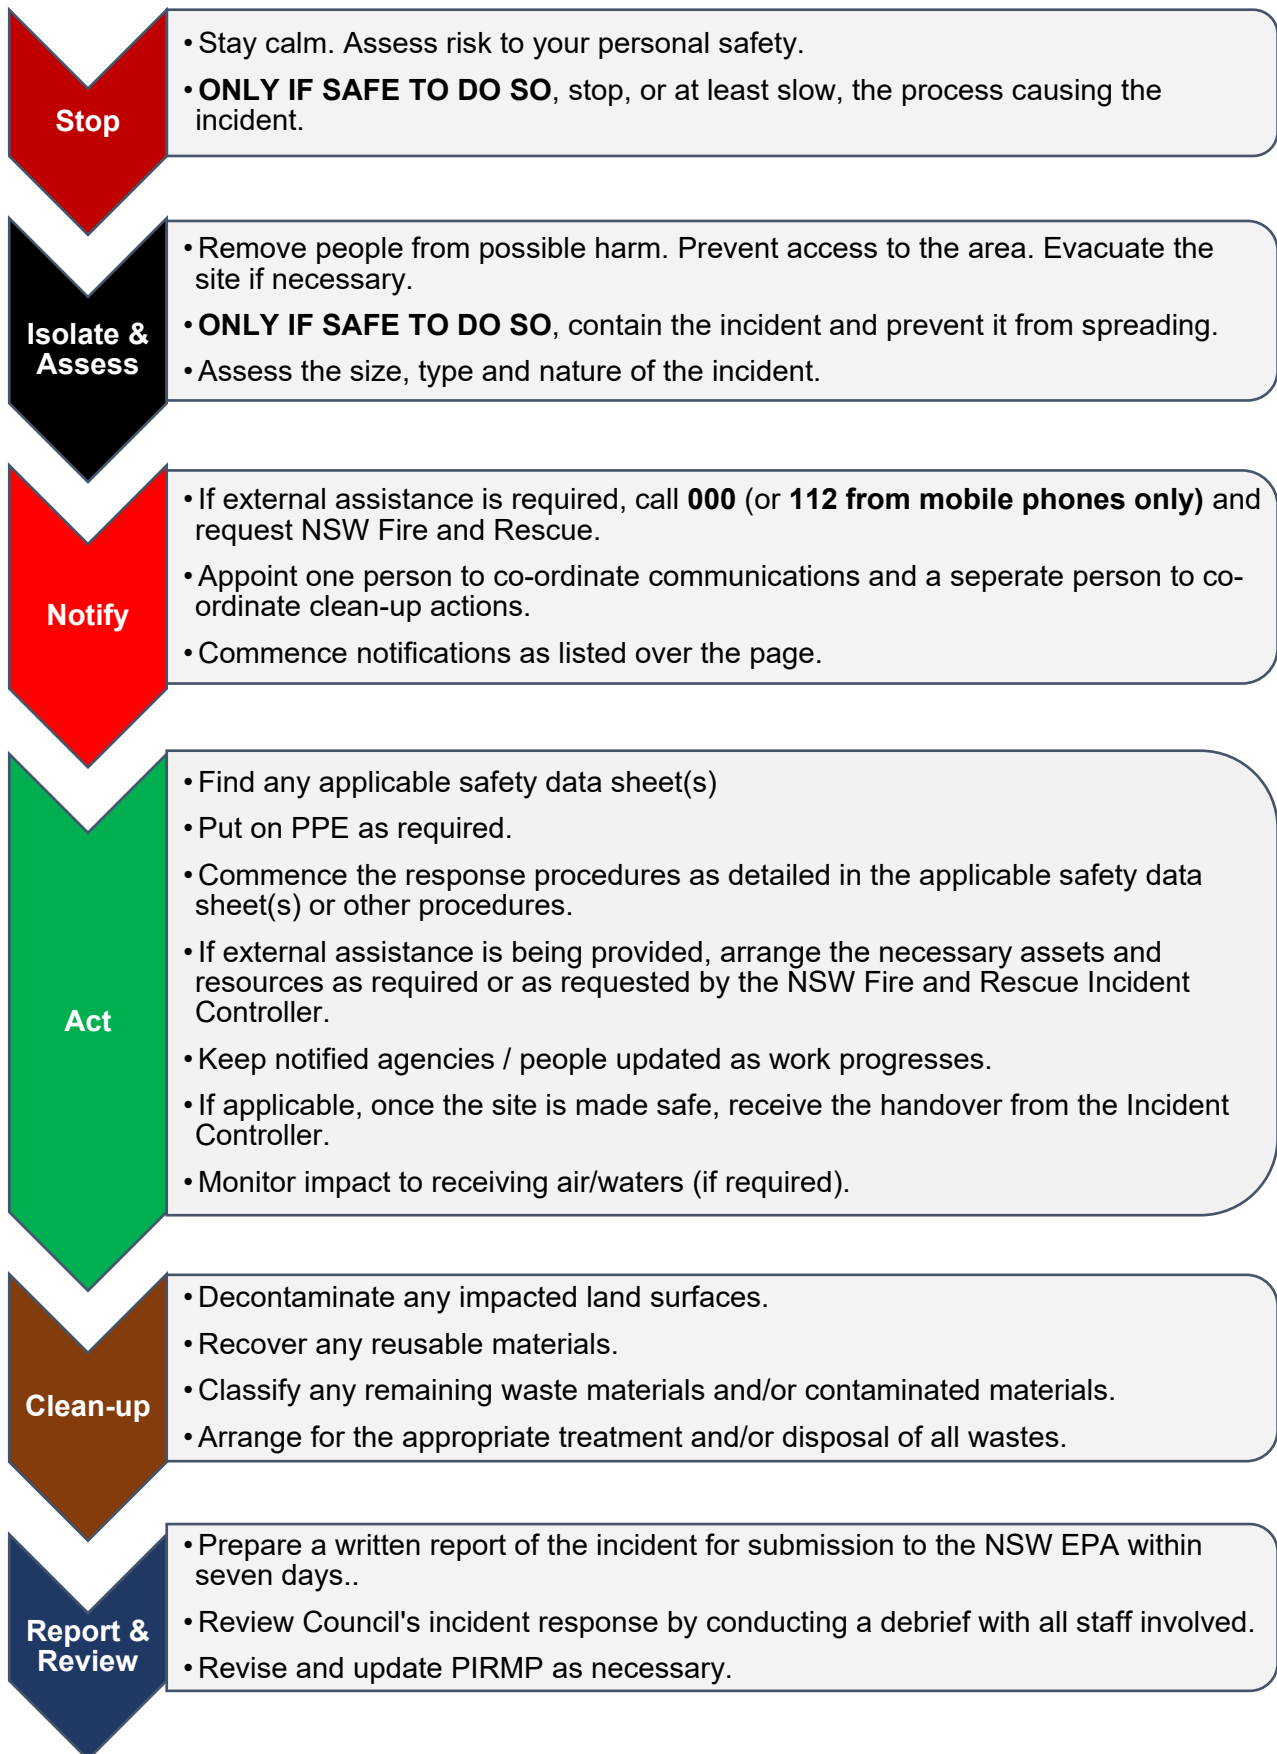 Stop
• Stay calm. Assess risk to your personal safety.
• ONLY IF SAFE TO DO SO, stop, or at least slow, the process causing the
incident.
Isolate &
Assess
• Remove people from possible harm. Prevent access to the area. Evacuate the
site if necessary.
• ONLY IF SAFE TO DO SO, contain the incident and prevent it from spreading.
• Assess the size, type and nature of the incident.
Notify
• If external assistance is required, call 000 (or 112 from mobile phones only) and
request NSW Fire and Rescue.
• Appoint one person to co-ordinate communications and a seperate person to co-
ordinate clean-up actions.
• Commence notifications as listed over the page.
Act
• Find any applicable safety data sheet(s)
• Put on PPE as required.
• Commence the response procedures as detailed in the applicable safety data
sheet(s) or other procedures.
• If external assistance is being provided, arrange the necessary assets and
resources as required or as requested by the NSW Fire and Rescue Incident
Controller.
• Keep notified agencies / people updated as work progresses.
• If applicable, once the site is made safe, receive the handover from the Incident
Controller.
• Monitor impact to receiving air/waters (if required).
Clean-up
• Decontaminate any impacted land surfaces.
• Recover any reusable materials.
• Classify any remaining waste materials and/or contaminated materials.
• Arrange for the appropriate treatment and/or disposal of all wastes.
Report &
Review
• Prepare a written report of the incident for submission to the NSW EPA within
seven days..
• Review Council's incident response by conducting a debrief with all staff involved.
• Revise and update PIRMP as necessary.